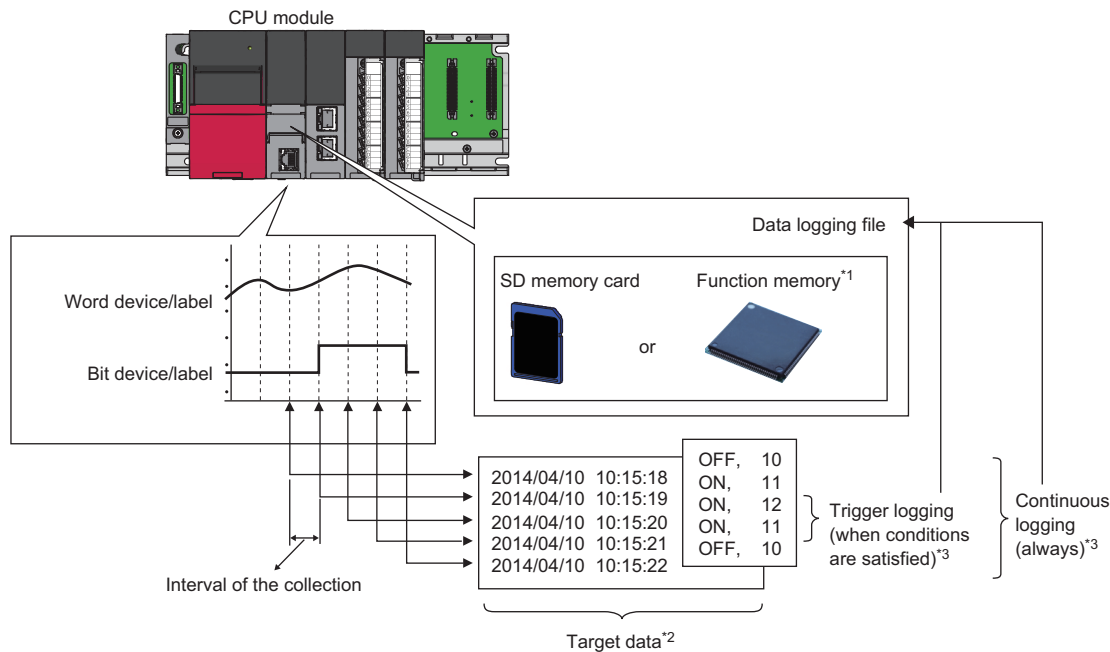 CPU module
Data logging file
SD memory card
Function memory*1
or
Word device/label
Bit device/label
2014/04/10 10:15:18
2014/04/10 10:15:19
2014/04/10 10:15:20
2014/04/10 10:15:21
2014/04/10 10:15:22
OFF, 10
ON, 11
ON, 12
ON, 11
OFF, 10
Trigger logging
(when conditions
are satisfied)*3
Continuous
logging
(always)*3
Interval of the collection
Target data*2